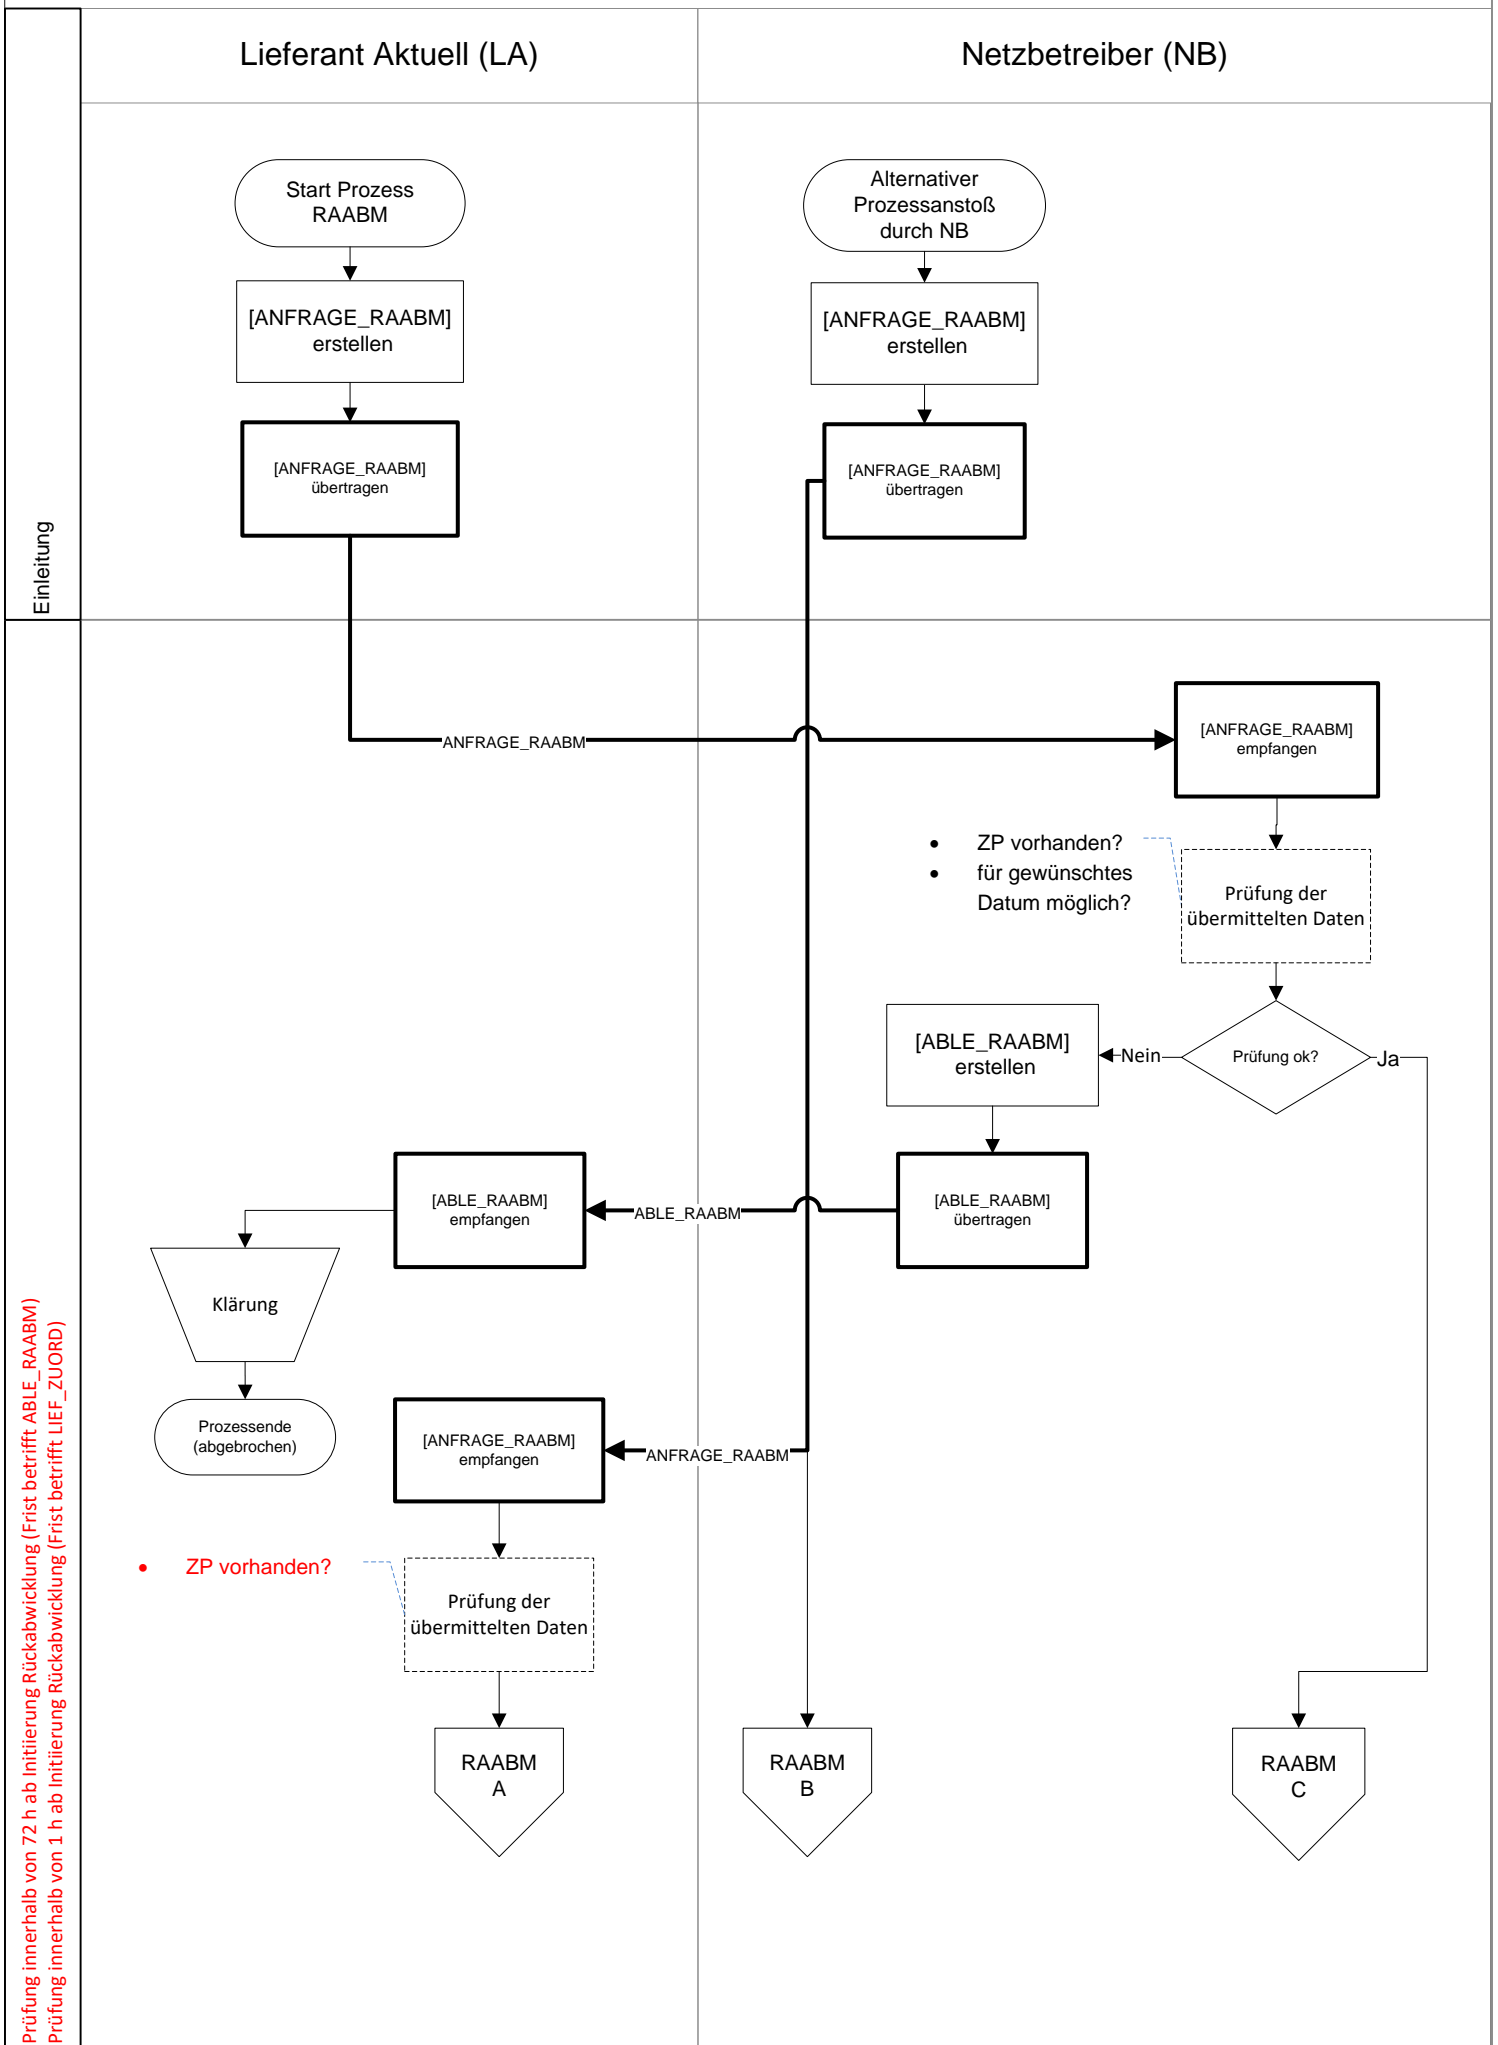 Lieferant Aktuell (LA)
Netzbetreiber (NB)
Einleitung
Start Prozess
RAABM
Alternativer
Prozessanstoß
durch NB
[ANFRAGE_RAABM]
erstellen
[ANFRAGE_RAABM]
erstellen
[ANFRAGE_RAABM]
übertragen
[ANFRAGE_RAABM]
übertragen
Prüfung innerhalb von 72 h ab Initiierung Rückabwicklung (Frist betrifft ABLE_RAABM)
Prüfung innerhalb von 1 h ab Initiierung Rückabwicklung (Frist betrifft LIEF_ZUORD)
ANFRAGE_RAABM
[ANFRAGE_RAABM]
empfangen
• ZP vorhanden?
• für gewünschtes
Datum möglich?
Prüfung der
übermittelten Daten
[ABLE_RAABM]
erstellen
Nein
Prüfung ok?
Ja
[ABLE_RAABM]
empfangen
ABLE_RAABM
[ABLE_RAABM]
übertragen
Klärung
Prozessende
(abgebrochen)
[ANFRAGE_RAABM]
empfangen
ANFRAGE_RAABM
• ZP vorhanden?
Prüfung der
übermittelten Daten
RAABM
A
RAABM
B
RAABM
C